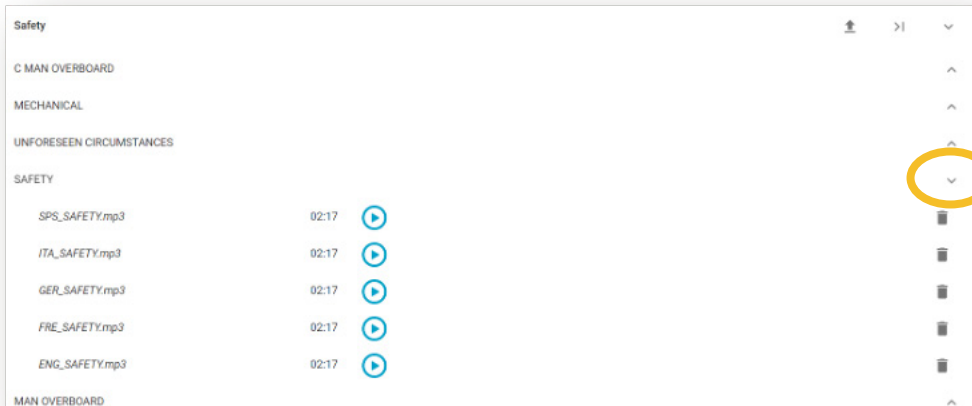 Safety
C MAN OVERBOARD
MECHANICAL
UNFORESEEN CIRCUMSTANCES
SAFETY
SPS_SAFETY.mp3 02:17
ITA_SAFETY.mp3 02:17
GER_SAFETY.mp3 02:17
FRE_SAFETY.mp3 02:17
ENG_SAFETY.mp3 02:17
MAN OVERBOARD